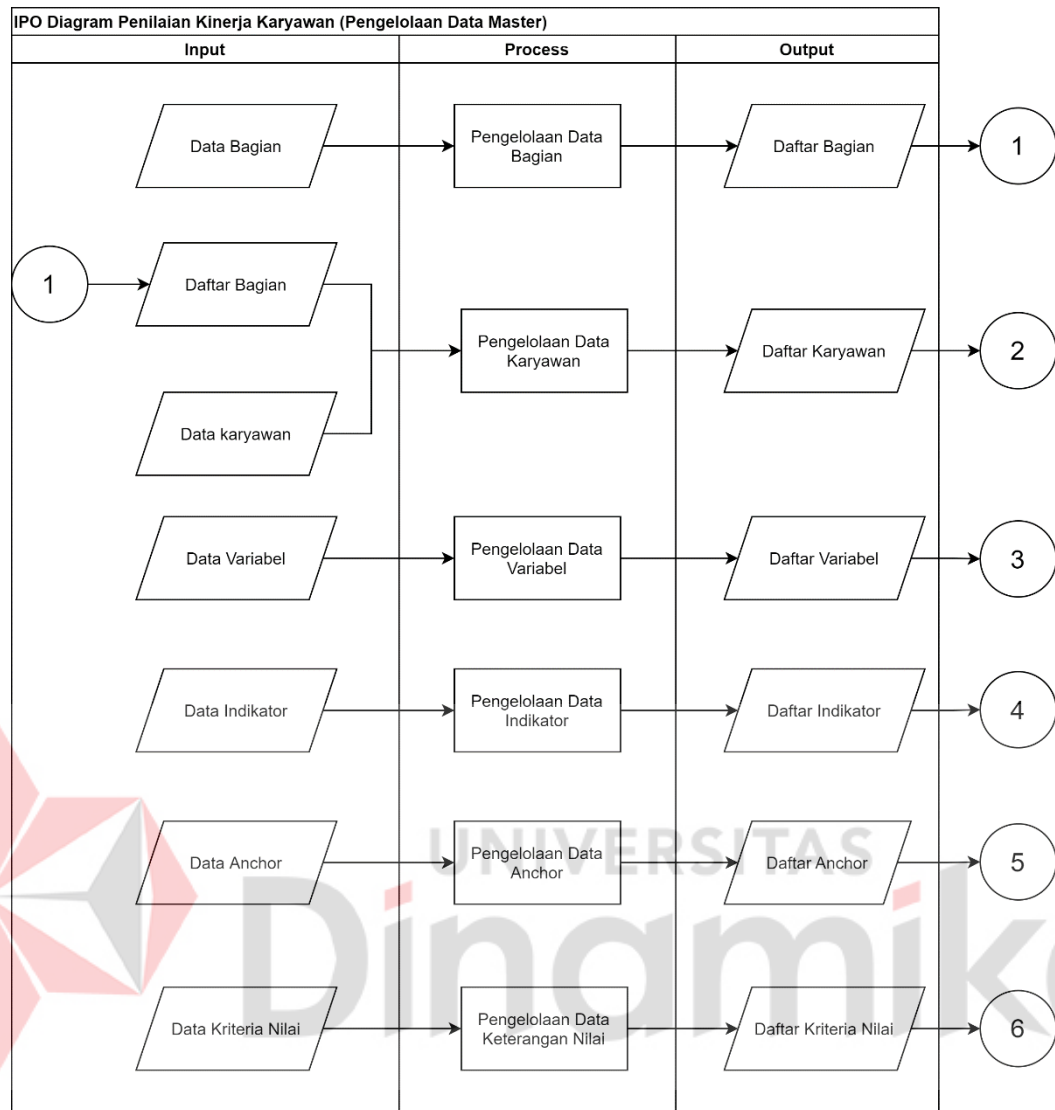 IPO Diagram Penilaian Kinerja Karyawan (Pengelolaan Data Master)
Input
Process
Output
Data Bagian
Pengelolaan Data
Bagian
Daftar Bagian
1
1
Daftar Bagian
Data karyawan
Pengelolaan Data
Karyawan
Daftar Karyawan
2
Data Variabel
Pengelolaan Data
Variabel
Daftar Variabel
3
Data Indikator
Pengelolaan Data
Indikator
Daftar Indikator
4
Data Anchor
Pengelolaan Data
Anchor
Daftar Anchor
5
UNIVERSITAS
Dinamika
Data Kriteria Nilai
Pengelolaan Data
Keterangan Nilai
Daftar Kriteria Nilai
6